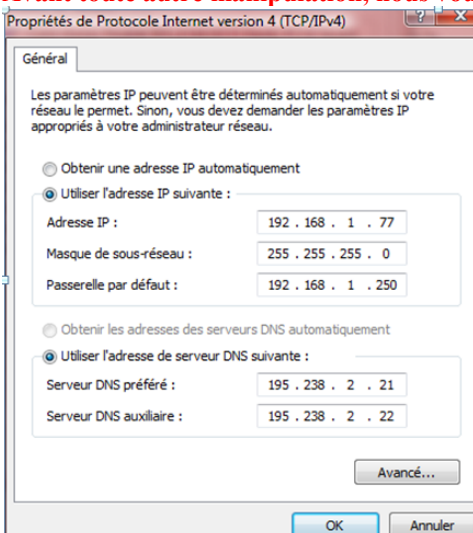 Propriétés de Protocole Internet version 4 (TCP/IPv4)
Général
Les paramètres IP peuvent être déterminés automatiquement si votre
réseau le permet. Sinon, vous devez demander les paramètres IP
appropriés à votre administrateur réseau.
Obtenir une adresse IP automatiquement
Utiliser l'adresse IP suivante :
Adresse IP : 192 . 168 . 1 . 77
Masque de sous-réseau : 255 . 255 . 255 . 0
Passerelle par défaut : 192 . 168 . 1 . 250
Obtenir les adresses des serveurs DNS automatiquement
Utiliser l'adresse de serveur DNS suivante :
Serveur DNS préféré : 195 . 238 . 2 . 21
Serveur DNS auxiliaire : 195 . 238 . 2 . 22
Avancé...
OK Annuler